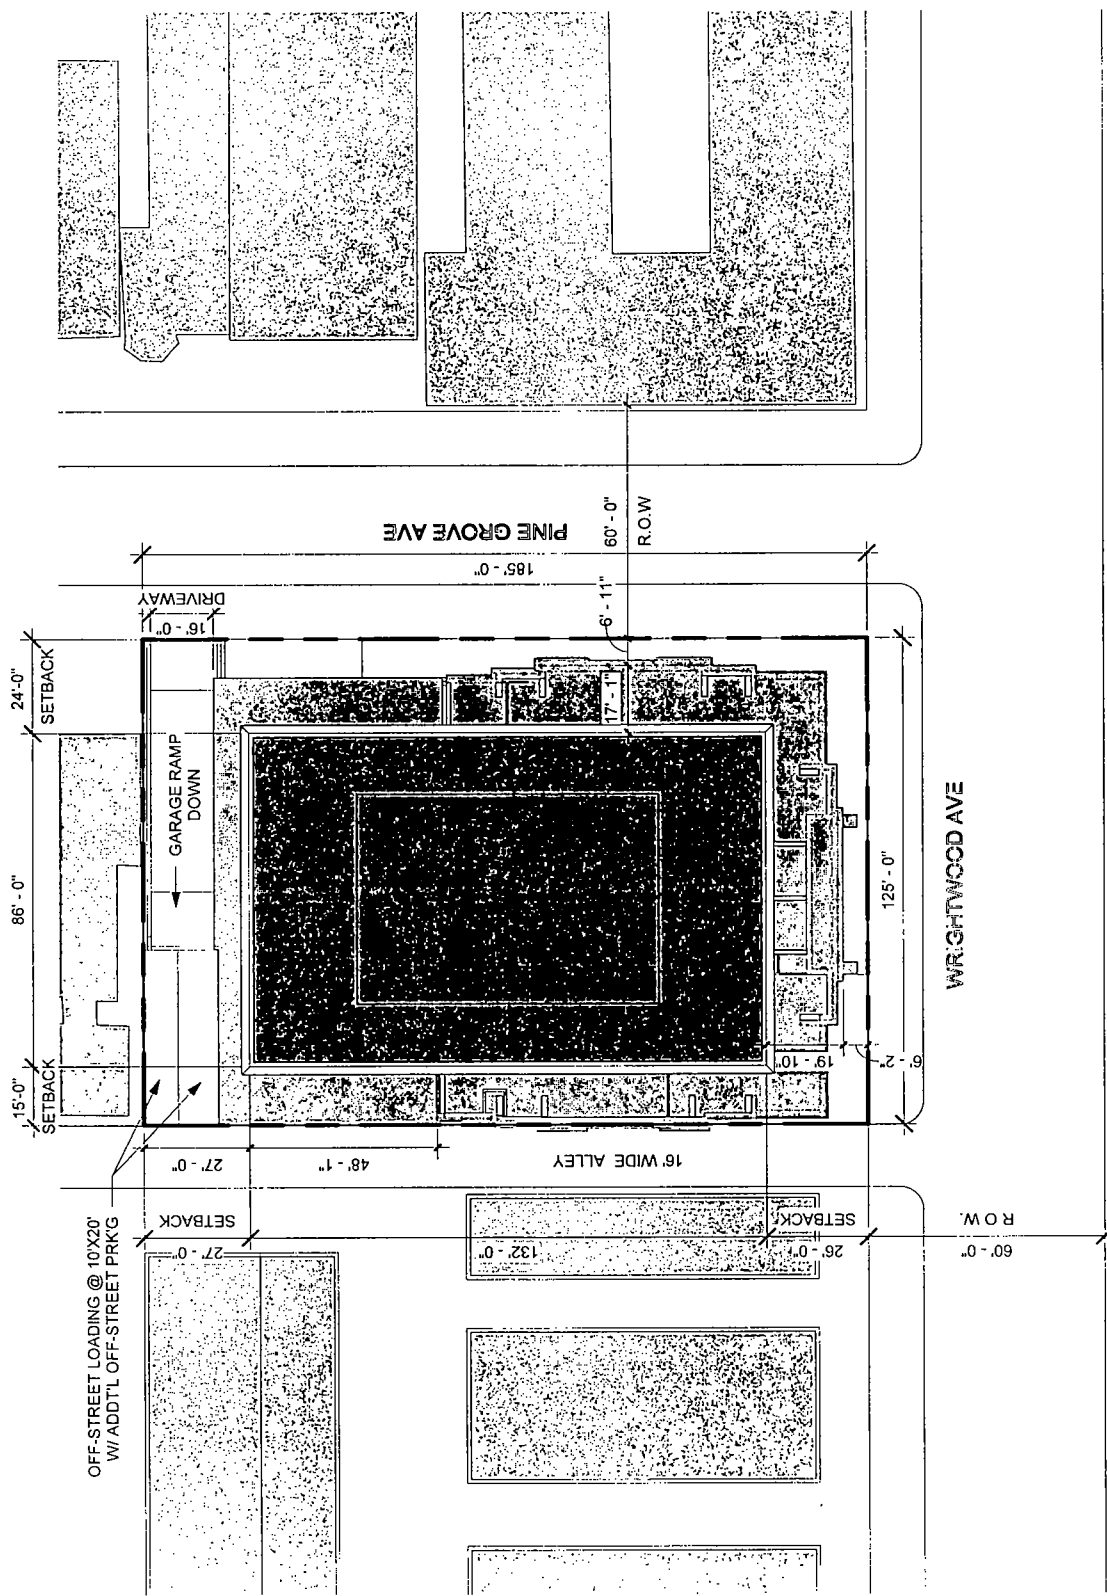 OFF-STREET LOADING @ 10'X20'
W/ ADDT'L OFF-STREET PRK'G
15'-0"
SETBACK
86' - 0"
24'-0"
SETBACK
GARAGE RAMP
DOWN
16' - 0"
DRIVEWAY
185' - 0"
PINE GROVE AVE
60' - 0"
R.O.W
6' - 11"
17' - 1"
27' - 0"
48' - 1"
16' WIDE ALLEY
19' - 10"
6' - 2"
125' - 0"
WRIGHTWOOD AVE
SETBACK
27' - 0"
132' - 0"
SETBACK
26' - 0"
R O W.
60' - 0"